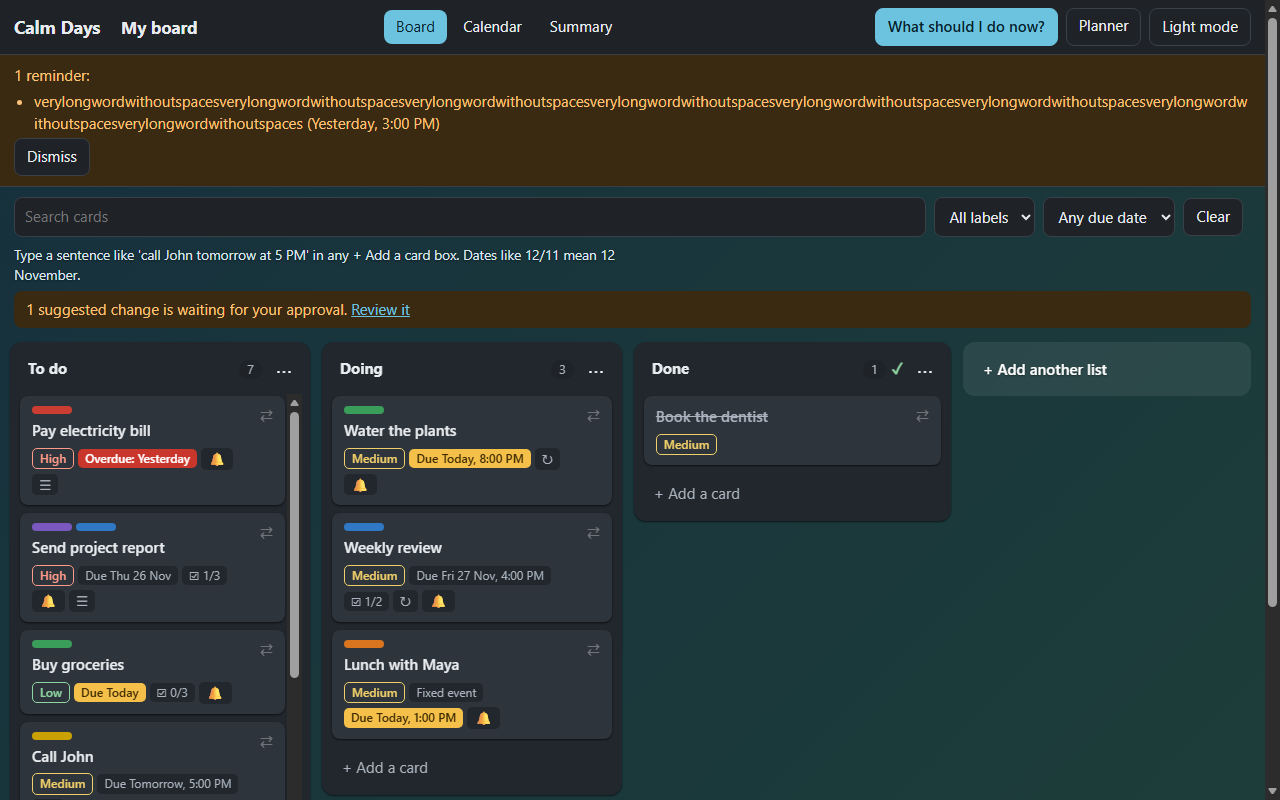 Calm Days My board Board Calendar Summary What should I do now? Planner Light mode
1 reminder:
• verylongwordwithoutspacesverylongwordwithoutspacesverylongwordwithoutspacesverylongwordwithoutspacesverylongwordwithoutspacesverylongwordwithoutspacesverylongwordw
ithoutspacesverylongwordwithoutspaces (Yesterday, 3:00 PM)
Dismiss
Search cards All labels Any due date Clear
Type a sentence like 'call John tomorrow at 5 PM' in any + Add a card box. Dates like 12/11 mean 12
November.
1 suggested change is waiting for your approval. Review it
To do 7 ...
Pay electricity bill
High Overdue: Yesterday
Send project report
High Due Thu 26 Nov 1/3
Buy groceries
Low Due Today 0/3
Call John
Medium Due Tomorrow, 5:00 PM
Doing 3 ...
Water the plants
Medium Due Today, 8:00 PM
Weekly review
Medium Due Fri 27 Nov, 4:00 PM
1/2
Lunch with Maya
Medium Fixed event
Due Today, 1:00 PM
+ Add a card
Done 1 ✓ ...
Book the dentist
Medium
+ Add a card
+ Add another list